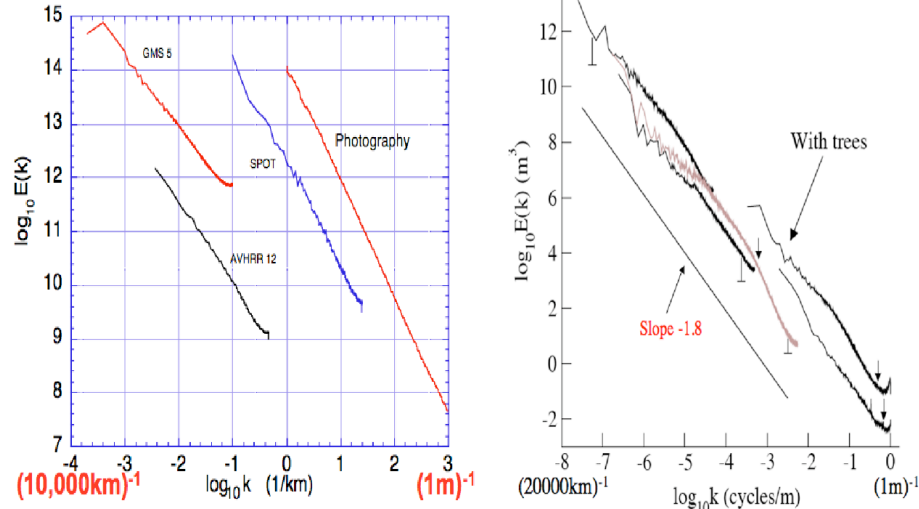 15
14
13
12
11
10
9
8
7
log10 E(k)
GMS 5
SPOT
Photography
AVHRR 12
-4 -3 -2 -1 0 1 2 3
(10,000km)-1 log10k (1/km) (1m)-1
12
10
8
6
4
2
0
-2
log10E(k) (m3)
With trees
Slope -1.8
-8 -7 -6 -5 -4 -3 -2 -1 0
(20000km)-1 (1m)-1
log10k (cycles/m)